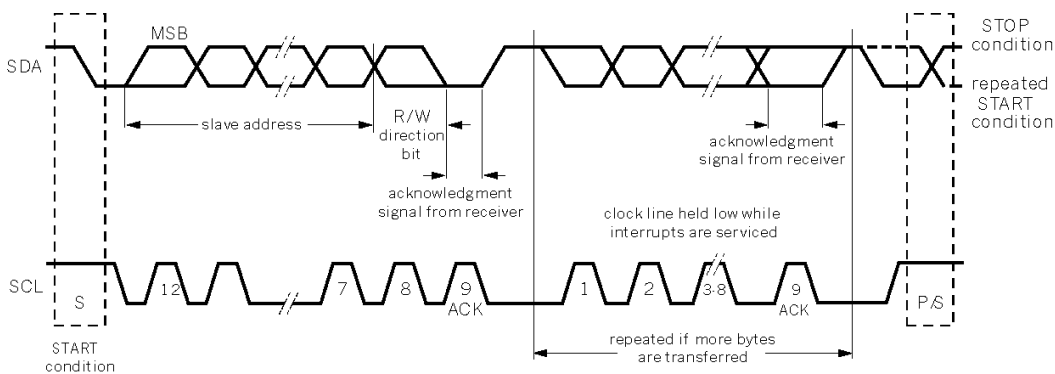 MSB
STOP
condition
SDA
repeated
START
condition
slave address
R/W
direction
bit
acknowledgment
signal from receiver
acknowledgment
signal from receiver
clock line held low while
interrupts are serviced
SCL
S
12
7
8
9
ACK
1
2
3-8
9
ACK
P/S
START
condition
repeated if more bytes
are transferred